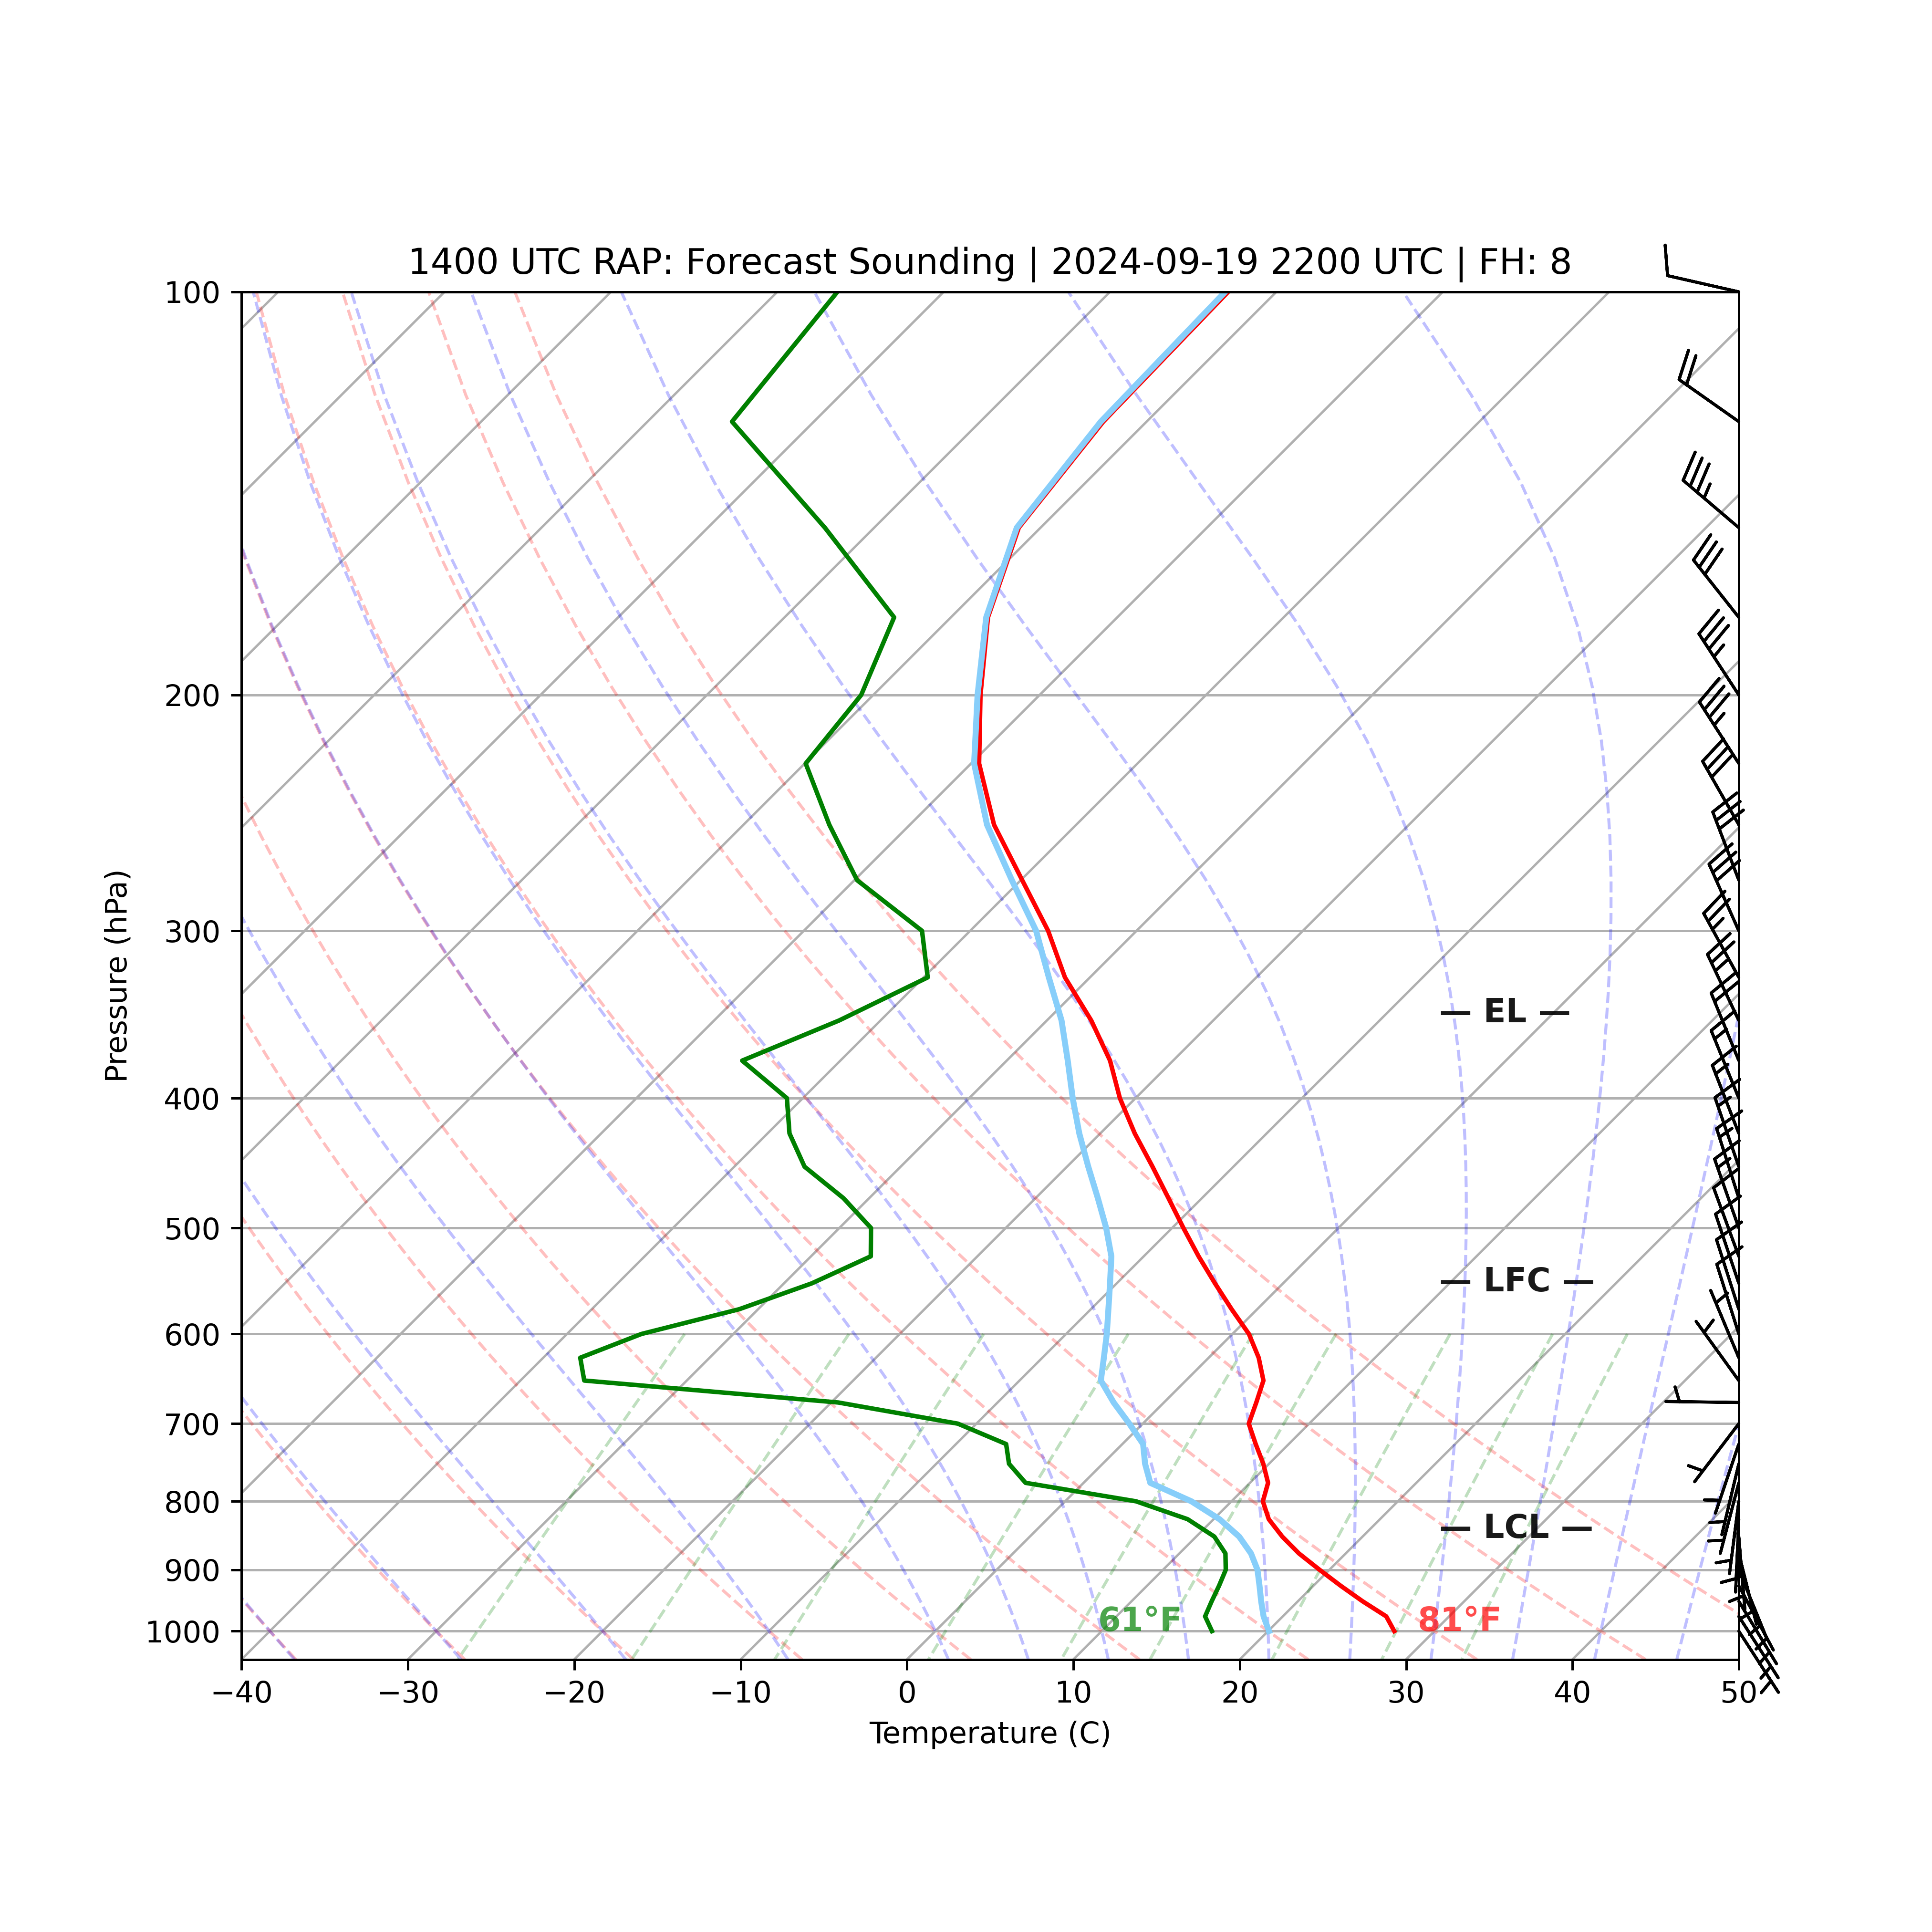 1400 UTC RAP: Forecast Sounding | 2024-09-19 2200 UTC | FH: 8
100
200
300
400
500
600
700
800
900
1000
Pressure (hPa)
— EL —
— LFC —
— LCL —
61°F
81°F
−40 −30 −20 −10 0 10 20 30 40 50
Temperature (C)